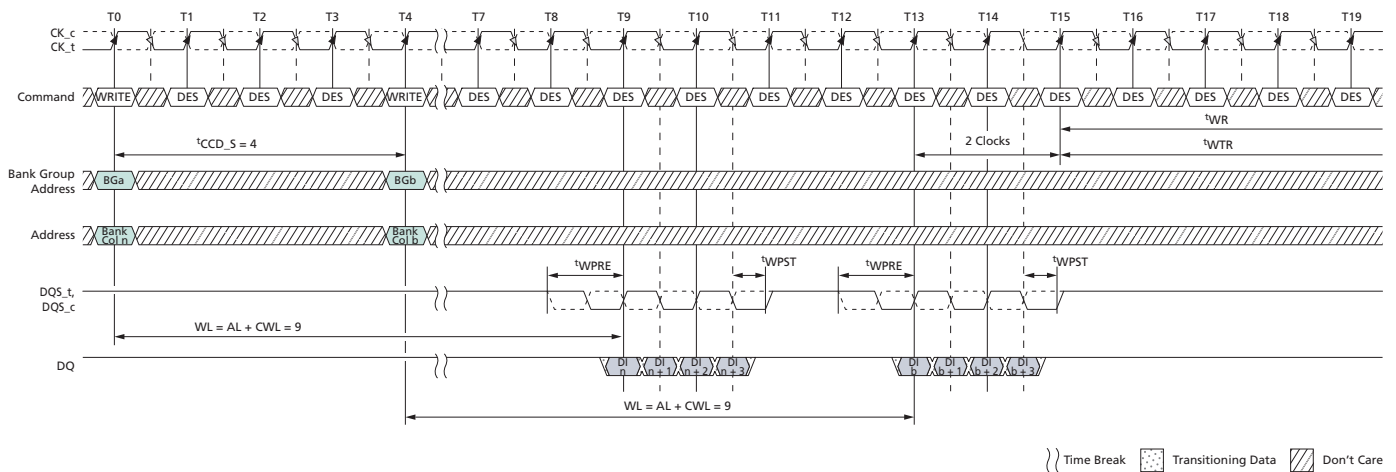 T0 T1 T2 T3 T4 T7 T8 T9 T10 T11 T12 T13 T14 T15 T16 T17 T18 T19
CK_c
CK_t
Command WRITE DES DES DES WRITE DES DES DES DES DES DES DES DES DES DES DES DES DES
tWR
tCCD_S = 4 2 Clocks
tWTR
Bank Group
Address BGa BGb
Address Bank
Col n Bank
Col b
tWPRE tWPST tWPRE tWPST
DQS_t,
DQS_c
WL = AL + CWL = 9
DQ DI
n DI
n + 1 DI
n + 2 DI
n + 3 DI
b DI
b + 1 DI
b + 2 DI
b + 3
WL = AL + CWL = 9
Time Break Transitioning Data Don't Care